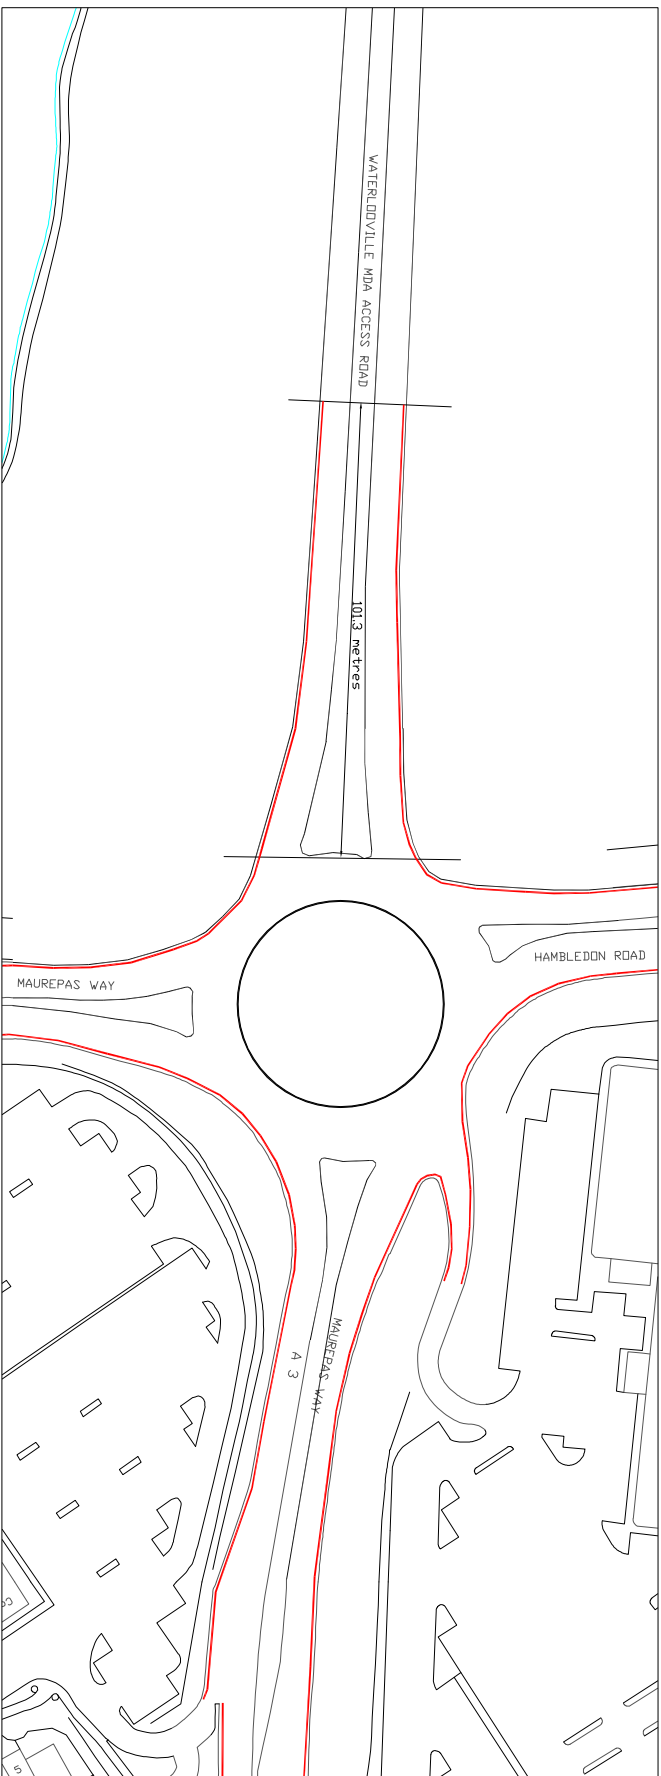 WATERLOOVILLE MDA ACCESS ROAD
101.3 metres
HAMBLEDON ROAD
MAUREPAS WAY
MAUREPAS WAY
A 3
5